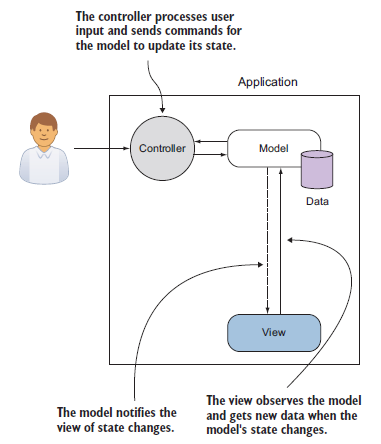 The controller processes user
input and sends commands for
the model to update its state.
Application
Controller
Model
Data
View
The model notifies the
view of state changes.
The view observes the model
and gets new data when the
model's state changes.